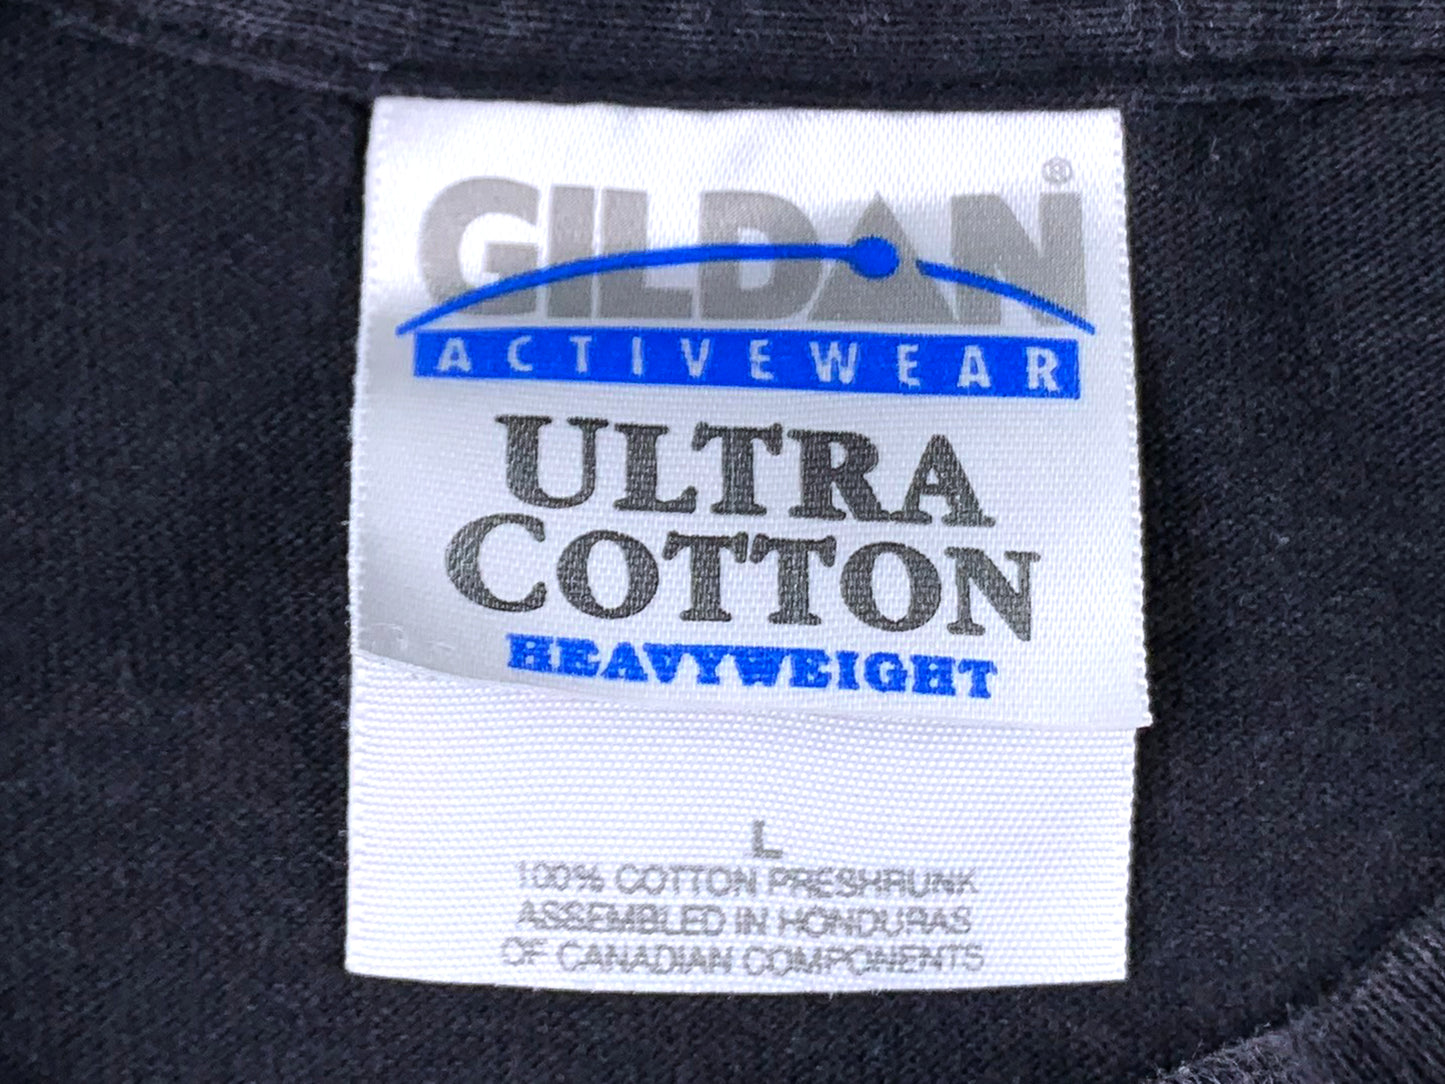 GILDAN®
ACTIVEWEAR
ULTRA
COTTON
HEAVYWEIGHT
L
100% COTTON PRESHRUNK
ASSEMBLED IN HONDURAS
OF CANADIAN COMPONENTS